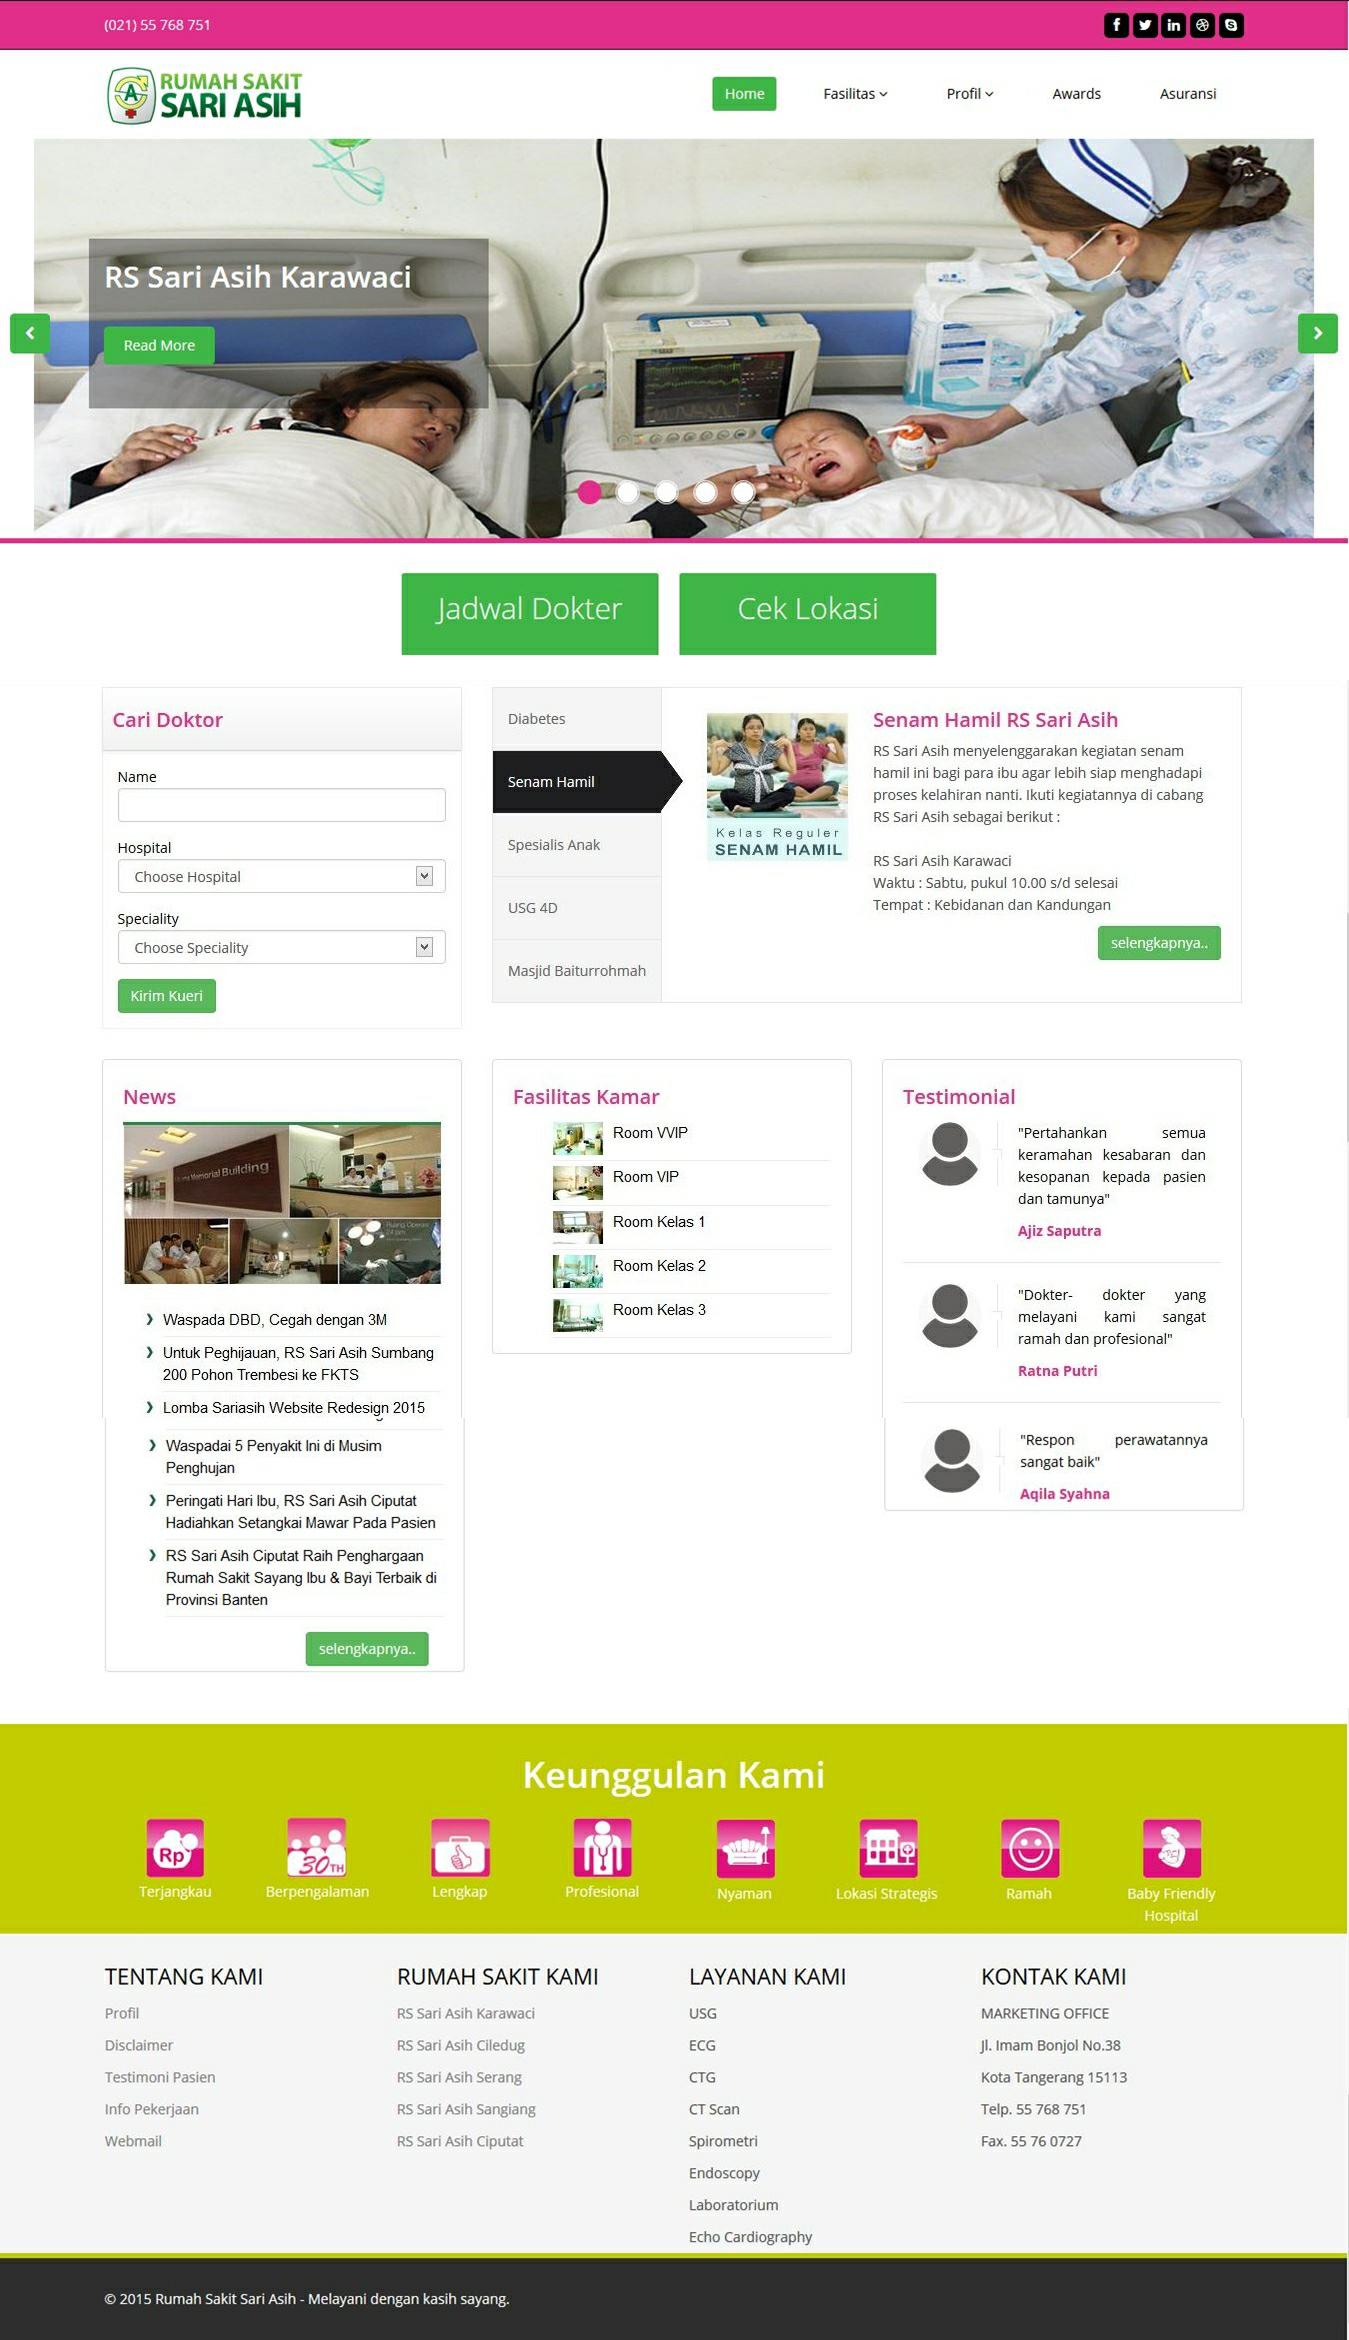 (021) 55 768 751
RUMAH SAKIT
SARI ASIH
Home
Fasilitas
Profil
Awards
Asuransi
RS Sari Asih Karawaci
Read More
Jadwal Dokter
Cek Lokasi
Cari Doktor
Name
Hospital
Choose Hospital
Speciality
Choose Speciality
Kirim Kueri
Diabetes
Senam Hamil
Spesialis Anak
USG 4D
Masjid Baiturrohmah
Kelas Reguler
SENAM HAMIL
Senam Hamil RS Sari Asih
RS Sari Asih menyelenggarakan kegiatan senam
hamil ini bagi para ibu agar lebih siap menghadapi
proses kelahiran nanti. Ikuti kegiatannya di cabang
RS Sari Asih sebagai berikut :
RS Sari Asih Karawaci
Waktu : Sabtu, pukul 10.00 s/d selesai
Tempat : Kebidanan dan Kandungan
selengkapnya..
News
Memorial Building
Ruang Operasi
Waspada DBD, Cegah dengan 3M
Untuk Peghijauan, RS Sari Asih Sumbang
200 Pohon Trembesi ke FKTS
Lomba Sariasih Website Redesign 2015
Waspadai 5 Penyakit Ini di Musim
Penghujan
Peringati Hari Ibu, RS Sari Asih Ciputat
Hadiahkan Setangkai Mawar Pada Pasien
RS Sari Asih Ciputat Raih Penghargaan
Rumah Sakit Sayang Ibu & Bayi Terbaik di
Provinsi Banten
selengkapnya..
Fasilitas Kamar
Room VVIP
Room VIP
Room Kelas 1
Room Kelas 2
Room Kelas 3
Testimonial
"Pertahankan semua
keramahan kesabaran dan
kesopanan kepada pasien
dan tamunya"
Ajiz Saputra
"Dokter- dokter yang
melayani kami sangat
ramah dan profesional"
Ratna Putri
"Respon perawatannya
sangat baik"
Aqila Syahna
Keunggulan Kami
Rp
30TH
Terjangkau
Berpengalaman
Lengkap
Profesional
Nyaman
Lokasi Strategis
Ramah
Baby Friendly
Hospital
TENTANG KAMI
Profil
Disclaimer
Testimoni Pasien
Info Pekerjaan
Webmail
RUMAH SAKIT KAMI
RS Sari Asih Karawaci
RS Sari Asih Ciledug
RS Sari Asih Serang
RS Sari Asih Sangiang
RS Sari Asih Ciputat
LAYANAN KAMI
USG
ECG
CTG
CT Scan
Spirometri
Endoscopy
Laboratorium
Echo Cardiography
KONTAK KAMI
MARKETING OFFICE
Jl. Imam Bonjol No.38
Kota Tangerang 15113
Telp. 55 768 751
Fax. 55 76 0727
© 2015 Rumah Sakit Sari Asih - Melayani dengan kasih sayang.